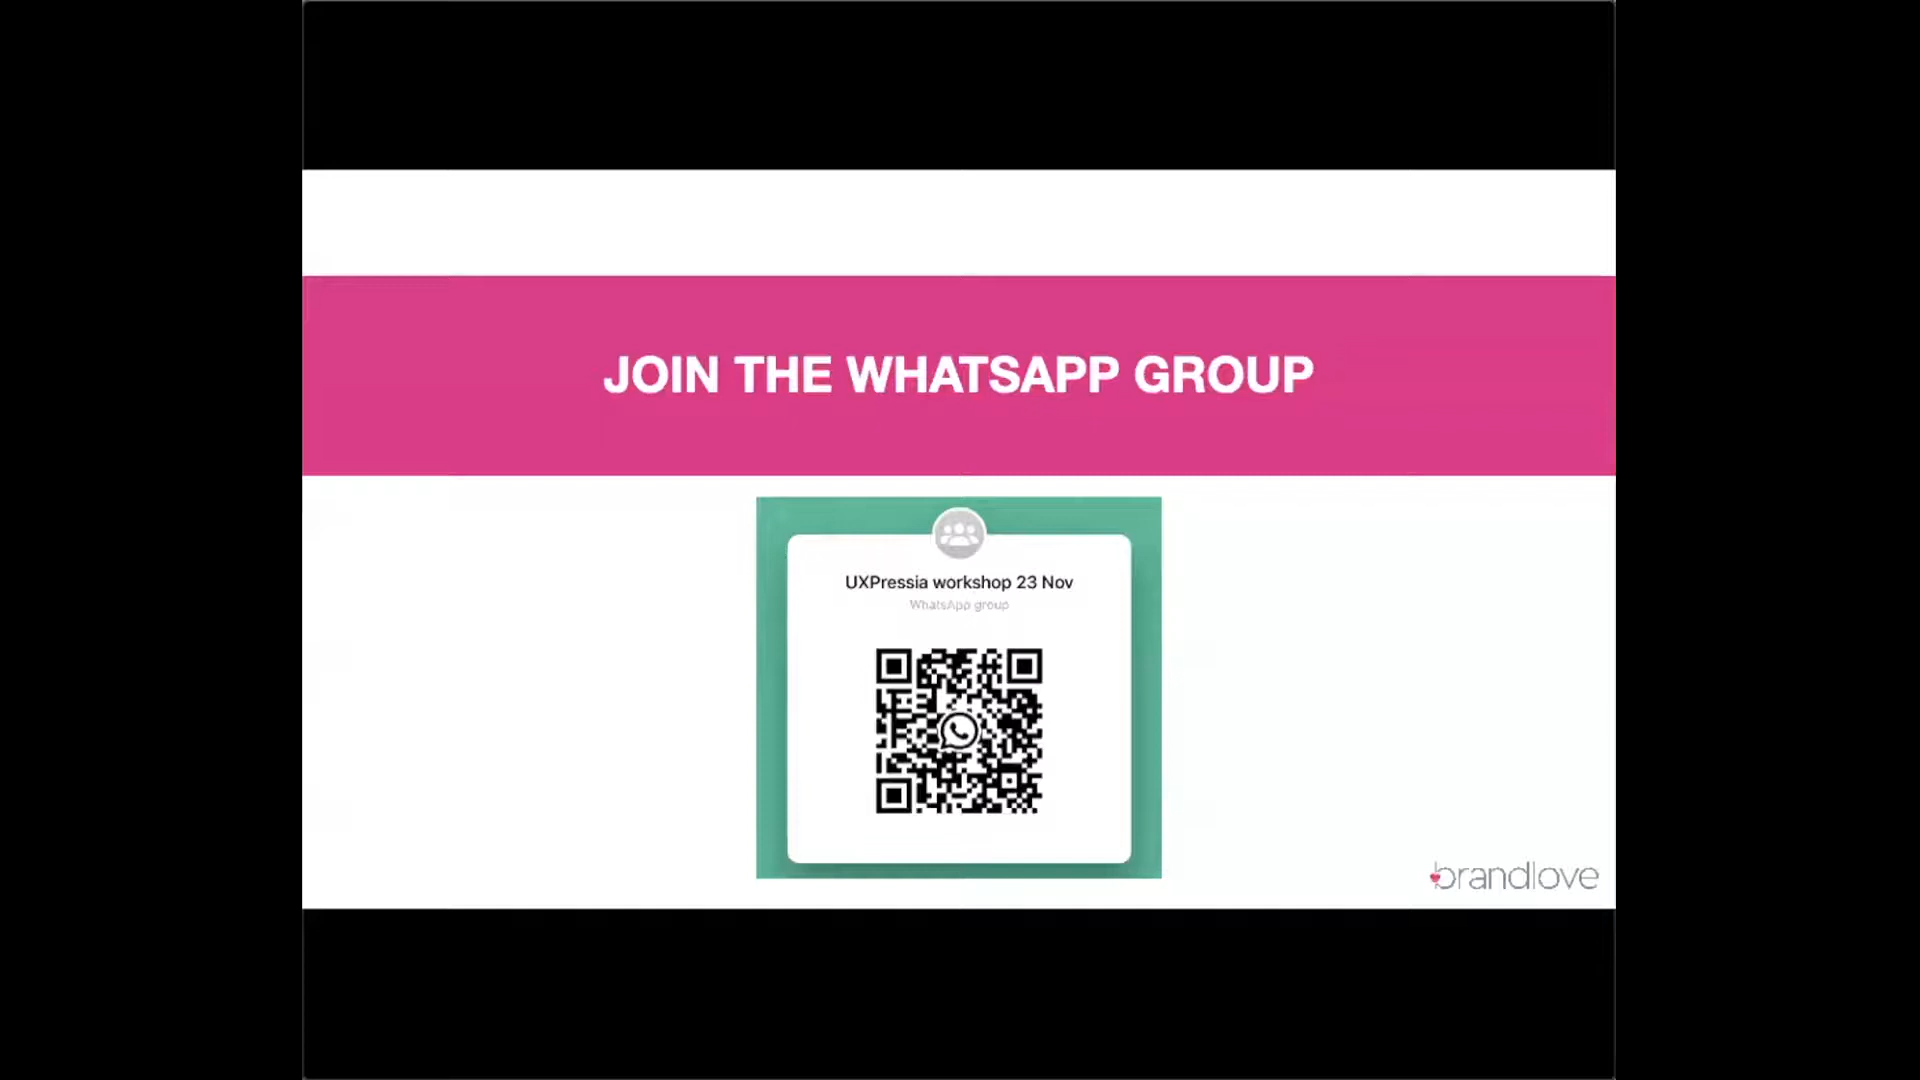 JOIN THE WHATSAPP GROUP
UXPressia workshop 23 Nov
WhatsApp group
brandlove